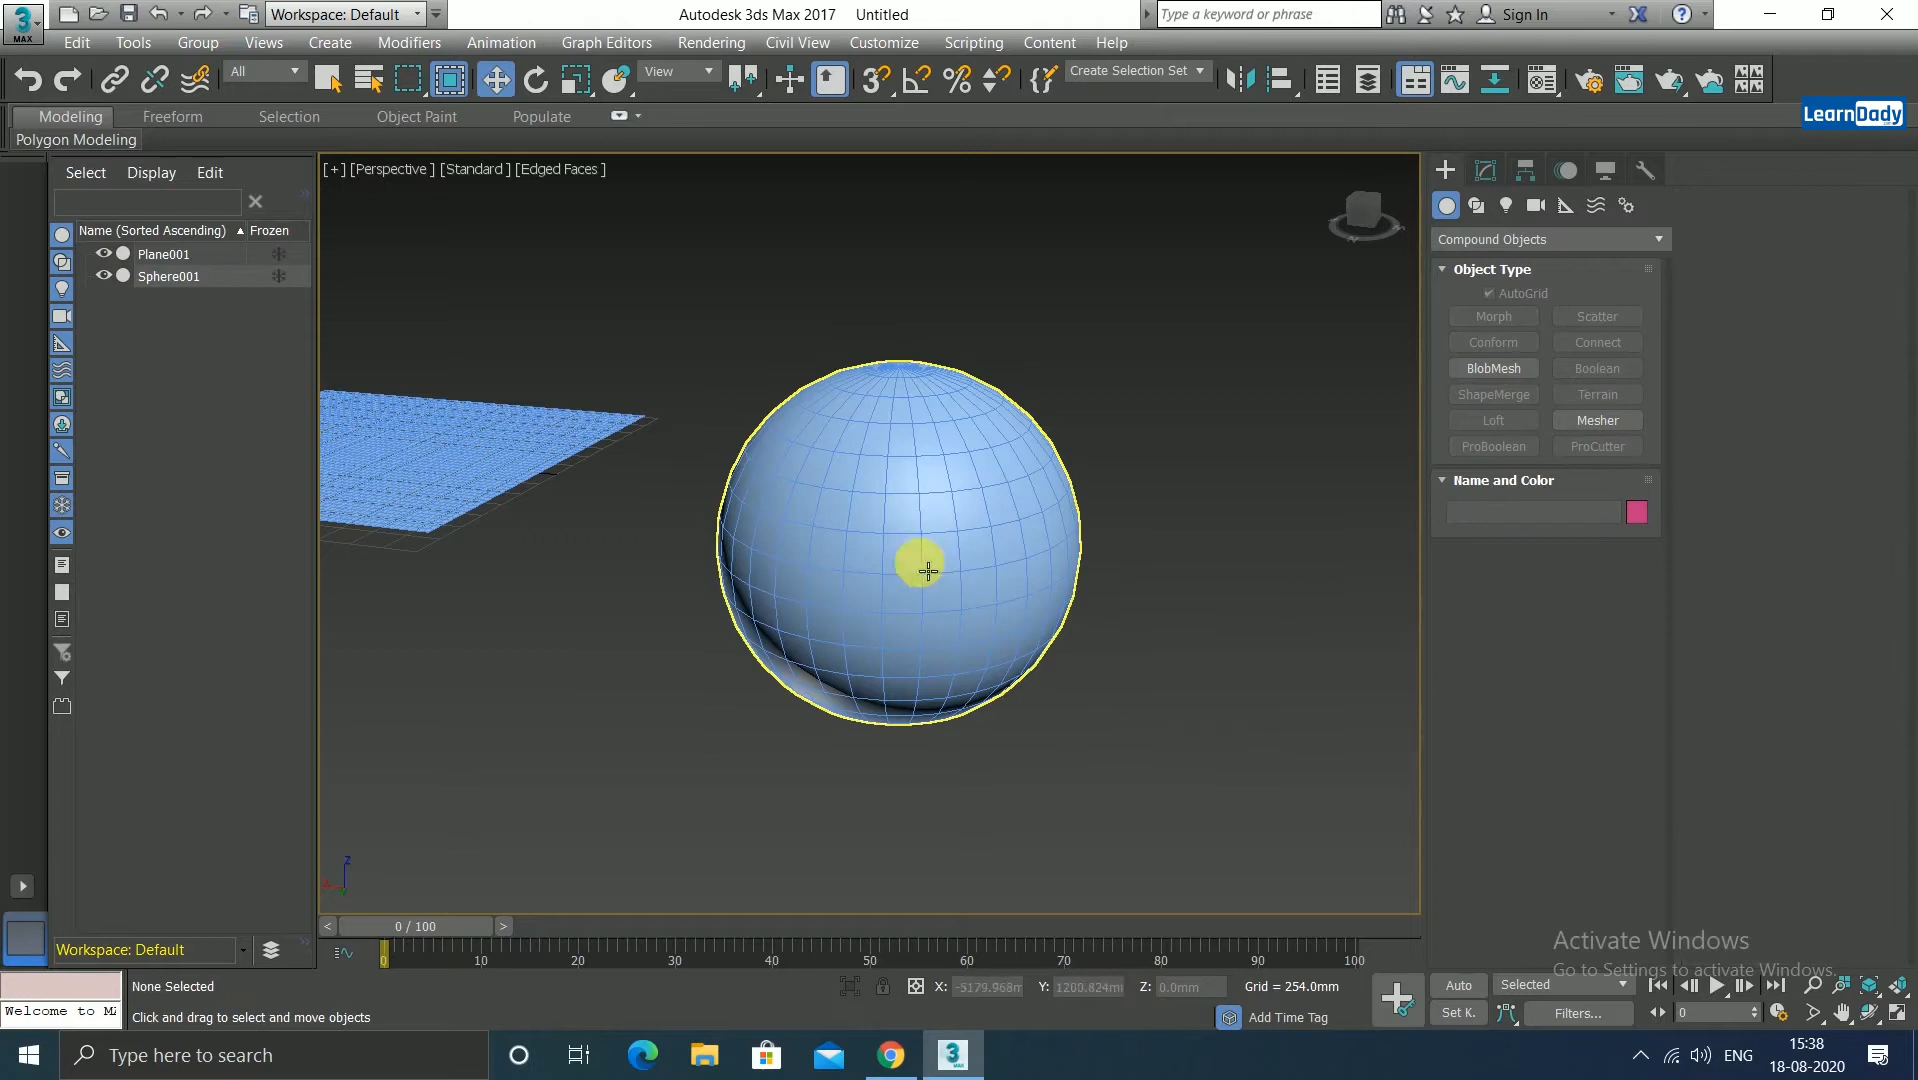 Workspace: Default
Autodesk 3ds Max 2017 Untitled
Type a keyword or phrase
Sign In
MAX
Edit Tools Group Views Create Modifiers Animation Graph Editors Rendering Civil View Customize Scripting Content Help
All
View
Create Selection Set
Modeling Freeform Selection Object Paint Populate
LearnDady
Polygon Modeling
Select Display Edit
[+] [Perspective ] [Standard ] [Edged Faces ]
Name (Sorted Ascending) Frozen
Plane001
Sphere001
Compound Objects
Object Type
AutoGrid
Morph Scatter
Conform Connect
BlobMesh Boolean
ShapeMerge Terrain
Loft Mesher
ProBoolean ProCutter
Name and Color
Z
0 / 100
Workspace: Default
0 10 20 30 40 50 60 70 80 90 100
Activate Windows
Go to Settings to activate Windows.
None Selected
X: -5179.968m Y: 1200.824m Z: 0.0mm Grid = 254.0mm
Auto Selected
Welcome to MA
Click and drag to select and move objects
Add Time Tag
Set K. Filters... 0
Type here to search
ENG
15:38
18-08-2020